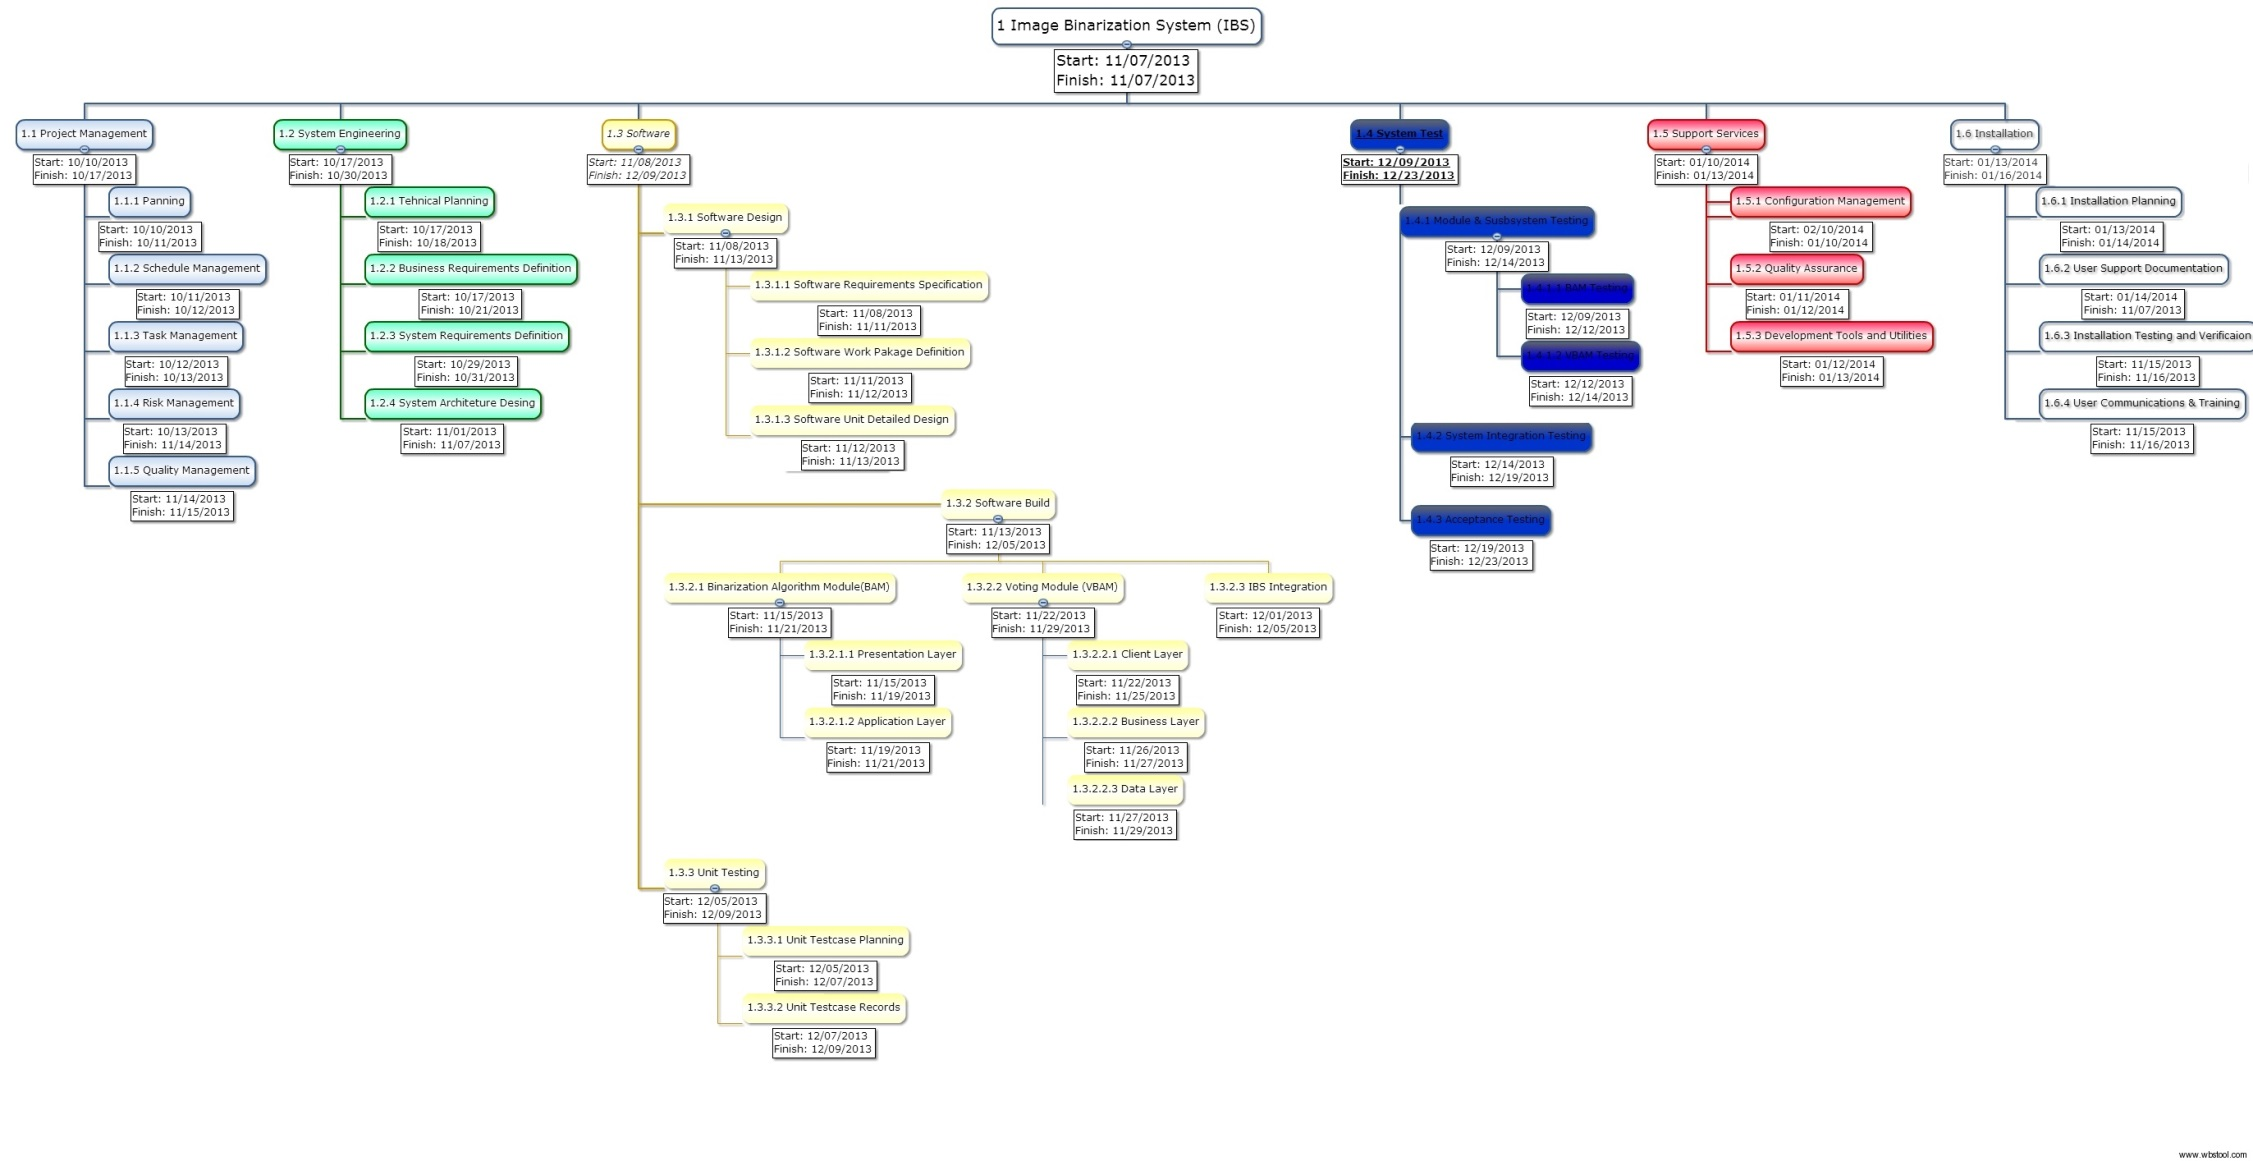 1 Image Binarization System (IBS)
Start: 11/07/2013
Finish: 11/07/2013
1.1 Project Management
Start: 10/10/2013
Finish: 10/17/2013
1.1.1 Panning
Start: 10/10/2013
Finish: 10/11/2013
1.1.2 Schedule Management
Start: 10/11/2013
Finish: 10/12/2013
1.1.3 Task Management
Start: 10/12/2013
Finish: 10/13/2013
1.1.4 Risk Management
Start: 10/13/2013
Finish: 11/14/2013
1.1.5 Quality Management
Start: 11/14/2013
Finish: 11/15/2013
1.2 System Engineering
Start: 10/17/2013
Finish: 10/30/2013
1.2.1 Tehnical Planning
Start: 10/17/2013
Finish: 10/18/2013
1.2.2 Business Requirements Definition
Start: 10/17/2013
Finish: 10/21/2013
1.2.3 System Requirements Definition
Start: 10/29/2013
Finish: 10/31/2013
1.2.4 System Architeture Desing
Start: 11/01/2013
Finish: 11/07/2013
1.3 Software
Start: 11/08/2013
Finish: 12/09/2013
1.3.1 Software Design
Start: 11/08/2013
Finish: 11/13/2013
1.3.1.1 Software Requirements Specification
Start: 11/08/2013
Finish: 11/11/2013
1.3.1.2 Software Work Pakage Definition
Start: 11/11/2013
Finish: 11/12/2013
1.3.1.3 Software Unit Detailed Design
Start: 11/12/2013
Finish: 11/13/2013
1.3.2 Software Build
Start: 11/13/2013
Finish: 12/05/2013
1.3.2.1 Binarization Algorithm Module(BAM)
Start: 11/15/2013
Finish: 11/21/2013
1.3.2.1.1 Presentation Layer
Start: 11/15/2013
Finish: 11/19/2013
1.3.2.1.2 Application Layer
Start: 11/19/2013
Finish: 11/21/2013
1.3.2.2 Voting Module (VBAM)
Start: 11/22/2013
Finish: 11/29/2013
1.3.2.2.1 Client Layer
Start: 11/22/2013
Finish: 11/25/2013
1.3.2.2.2 Business Layer
Start: 11/26/2013
Finish: 11/27/2013
1.3.2.2.3 Data Layer
Start: 11/27/2013
Finish: 11/29/2013
1.3.2.3 IBS Integration
Start: 12/01/2013
Finish: 12/05/2013
1.3.3 Unit Testing
Start: 12/05/2013
Finish: 12/09/2013
1.3.3.1 Unit Testcase Planning
Start: 12/05/2013
Finish: 12/07/2013
1.3.3.2 Unit Testcase Records
Start: 12/07/2013
Finish: 12/09/2013
1.4 System Test
Start: 12/09/2013
Finish: 12/23/2013
1.4.1 Module & Susbsystem Testing
Start: 12/09/2013
Finish: 12/14/2013
1.4.1.1 BAM Testing
Start: 12/09/2013
Finish: 12/12/2013
1.4.1.2 VBAM Testing
Start: 12/12/2013
Finish: 12/14/2013
1.4.2 System Integration Testing
Start: 12/14/2013
Finish: 12/19/2013
1.4.3 Acceptance Testing
Start: 12/19/2013
Finish: 12/23/2013
1.5 Support Services
Start: 01/10/2014
Finish: 01/13/2014
1.5.1 Configuration Management
Start: 02/10/2014
Finish: 01/10/2014
1.5.2 Quality Assurance
Start: 01/11/2014
Finish: 01/12/2014
1.5.3 Development Tools and Utilities
Start: 01/12/2014
Finish: 01/13/2014
1.6 Installation
Start: 01/13/2014
Finish: 01/16/2014
1.6.1 Installation Planning
Start: 01/13/2014
Finish: 01/14/2014
1.6.2 User Support Documentation
Start: 01/14/2014
Finish: 11/07/2013
1.6.3 Installation Testing and Verificaion
Start: 11/15/2013
Finish: 11/16/2013
1.6.4 User Communications & Training
Start: 11/15/2013
Finish: 11/16/2013
www.wbstool.com